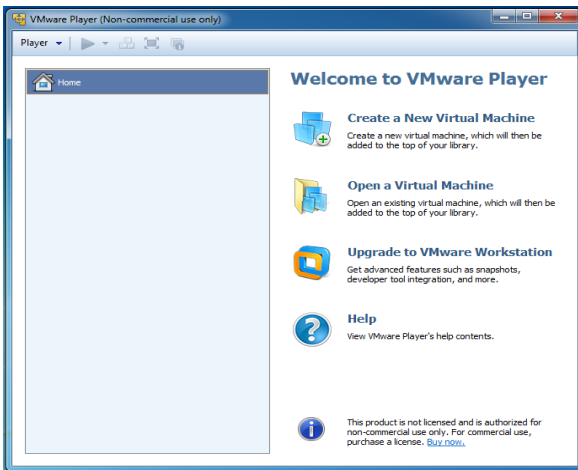 VMware Player (Non-commercial use only)
Player
Home
Welcome to VMware Player
Create a New Virtual Machine
Create a new virtual machine, which will then be
added to the top of your library.
Open a Virtual Machine
Open an existing virtual machine, which will then be
added to the top of your library.
Upgrade to VMware Workstation
Get advanced features such as snapshots,
developer tool integration, and more.
Help
View VMware Player's help contents.
This product is not licensed and is authorized for
non-commercial use only. For commercial use,
purchase a license. Buy now.